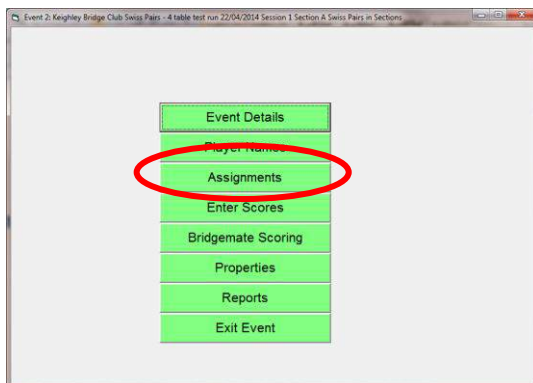 Event 2: Keighley Bridge Club Swiss Pairs - 4 table test run 22/04/2014 Session 1 Section A Swiss Pairs in Sections
Event Details
Player Names
Assignments
Enter Scores
Bridgemate Scoring
Properties
Reports
Exit Event